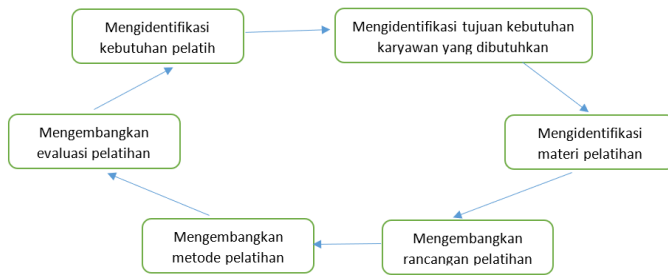 Mengidentifikasi
kebutuhan pelatih
Mengidentifikasi tujuan kebutuhan
karyawan yang dibutuhkan
Mengidentifikasi
materi pelatihan
Mengembangkan
rancangan pelatihan
Mengembangkan
metode pelatihan
Mengembangkan
evaluasi pelatihan